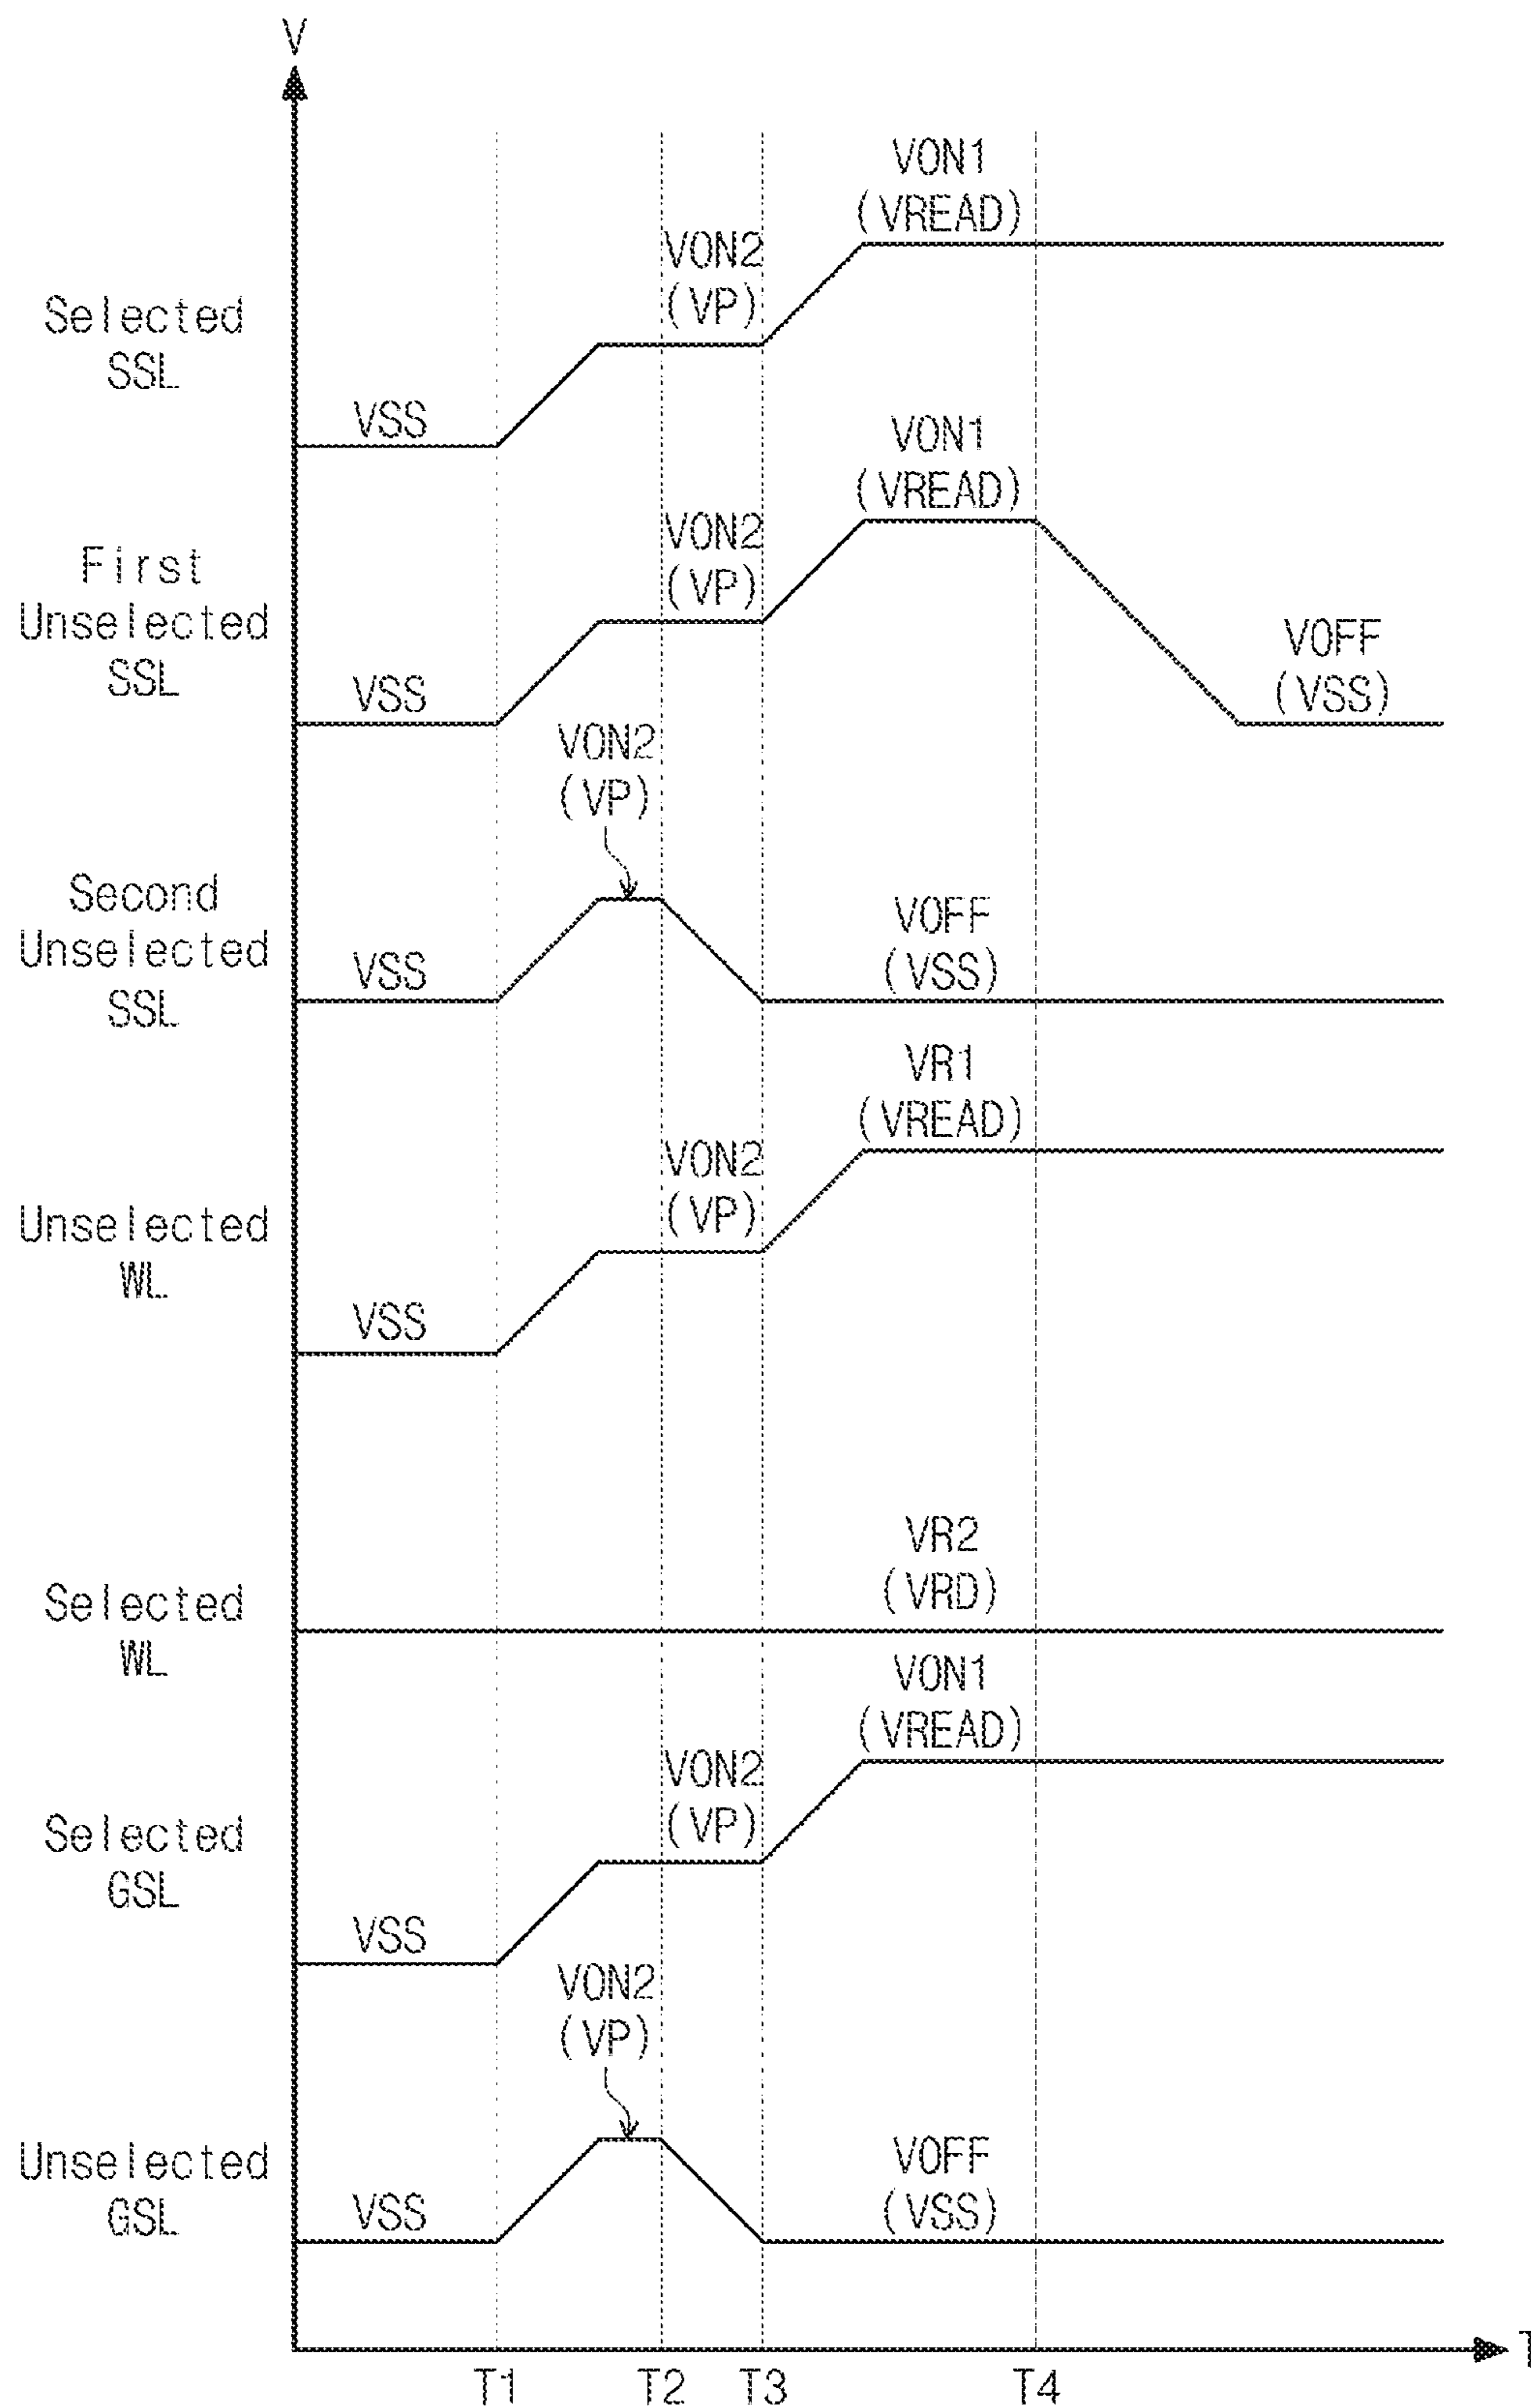 V
VON1
(VREAD)
VON2
(VP)
Selected
SSL
VSS
VON1
(VREAD)
VON2
(VP)
First
Unselected
SSL
VSS
VOFF
(VSS)
VON2
(VP)
Second
Unselected
SSL
VSS
VOFF
(VSS)
VR1
(VREAD)
VON2
(VP)
Unselected
WL
VSS
VR2
(VRD)
Selected
WL
VON1
(VREAD)
VON2
(VP)
Selected
GSL
VSS
VON2
(VP)
Unselected
GSL
VSS
VOFF
(VSS)
T
T1 T2 T3 T4